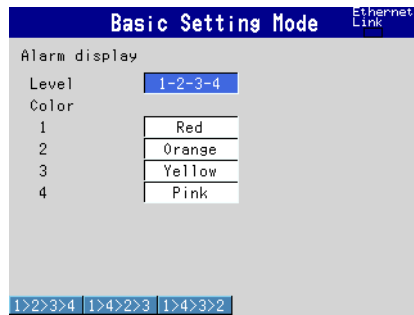 Basic Setting Mode
Ethernet
Link
Alarm display
Level 1-2-3-4
Color
1 Red
2 Orange
3 Yellow
4 Pink
1>2>3>4 1>4>2>3 1>4>3>2